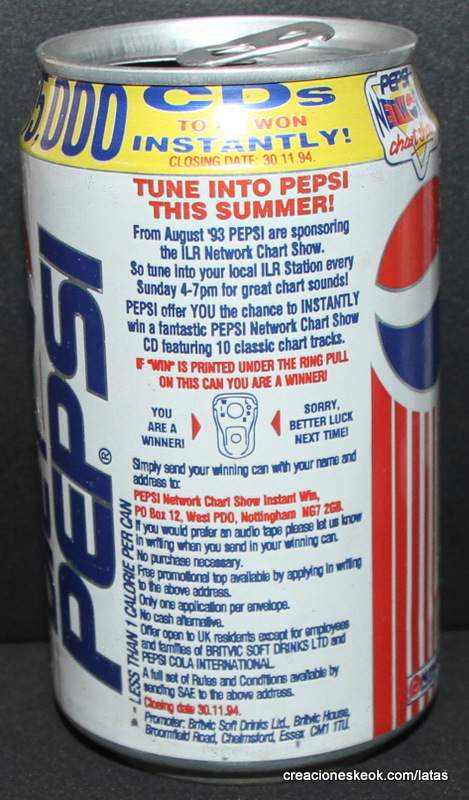 5,000 CDs
TO WON
INSTANTLY!
CLOSING DATE: 30.11.94.
PEPSI
chart
TUNE INTO PEPSI
THIS SUMMER!
From August '93 PEPSI are sponsoring
the ILR Network Chart Show.
So tune into your local ILR Station every
Sunday 4-7pm for great chart sounds!
PEPSI offer YOU the chance to INSTANTLY
win a fantastic PEPSI Network Chart Show
CD featuring 10 classic chart tracks.
IF "WIN" IS PRINTED UNDER THE RING PULL
ON THIS CAN YOU ARE A WINNER!
YOU
ARE A
WINNER!
SORRY,
BETTER LUCK
NEXT TIME!
Simply send your winning can with your name and
address to:
PEPSI Network Chart Show Instant Win,
PO Box 12, West PDO, Nottingham NG7 2GB.
If you would prefer an audio tape please let us know
in writing when you send in your winning can.
No purchase necessary.
Free promotional top available by applying in writing
to the above address.
Only one application per envelope.
No cash alternative.
Offer open to UK residents except for employees
and families of BRITVIC SOFT DRINKS LTD and
PEPSI COLA INTERNATIONAL.
A full set of Rules and Conditions available by
sending SAE to the above address.
Closing date 30.11.94.
Promoter: Britvic Soft Drinks Ltd., Britvic House,
Broomfield Road, Chelmsford, Essex CM1 1TU.
PEPSI®
LESS THAN 1 CALORIE PER CAN
creacioneskeok.com/latas